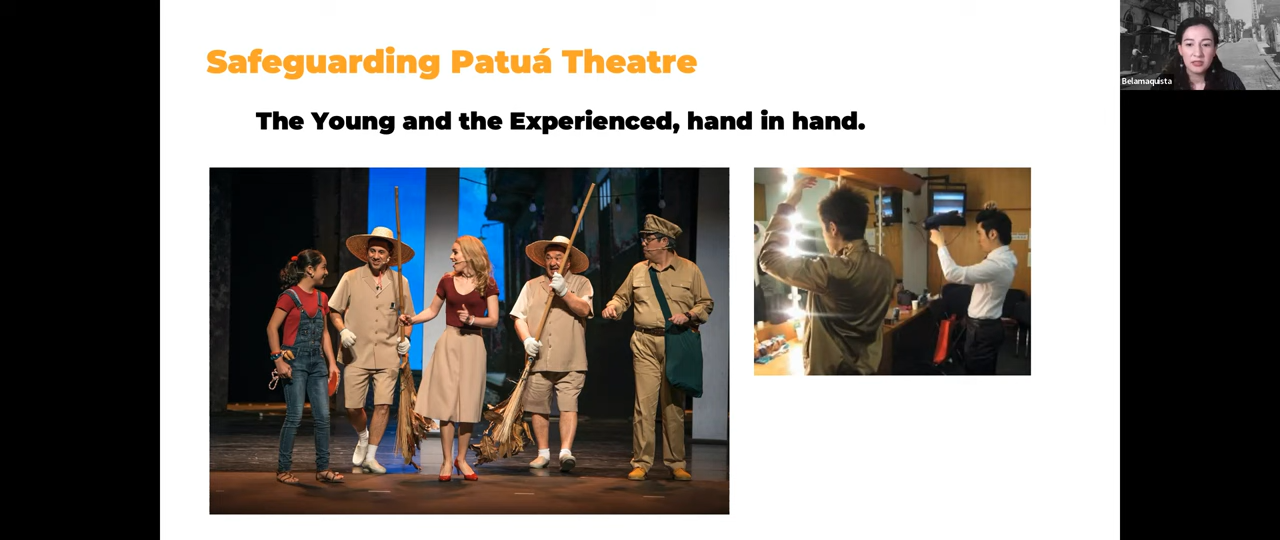 Safeguarding Patuá Theatre
The Young and the Experienced, hand in hand.
Belamaquista